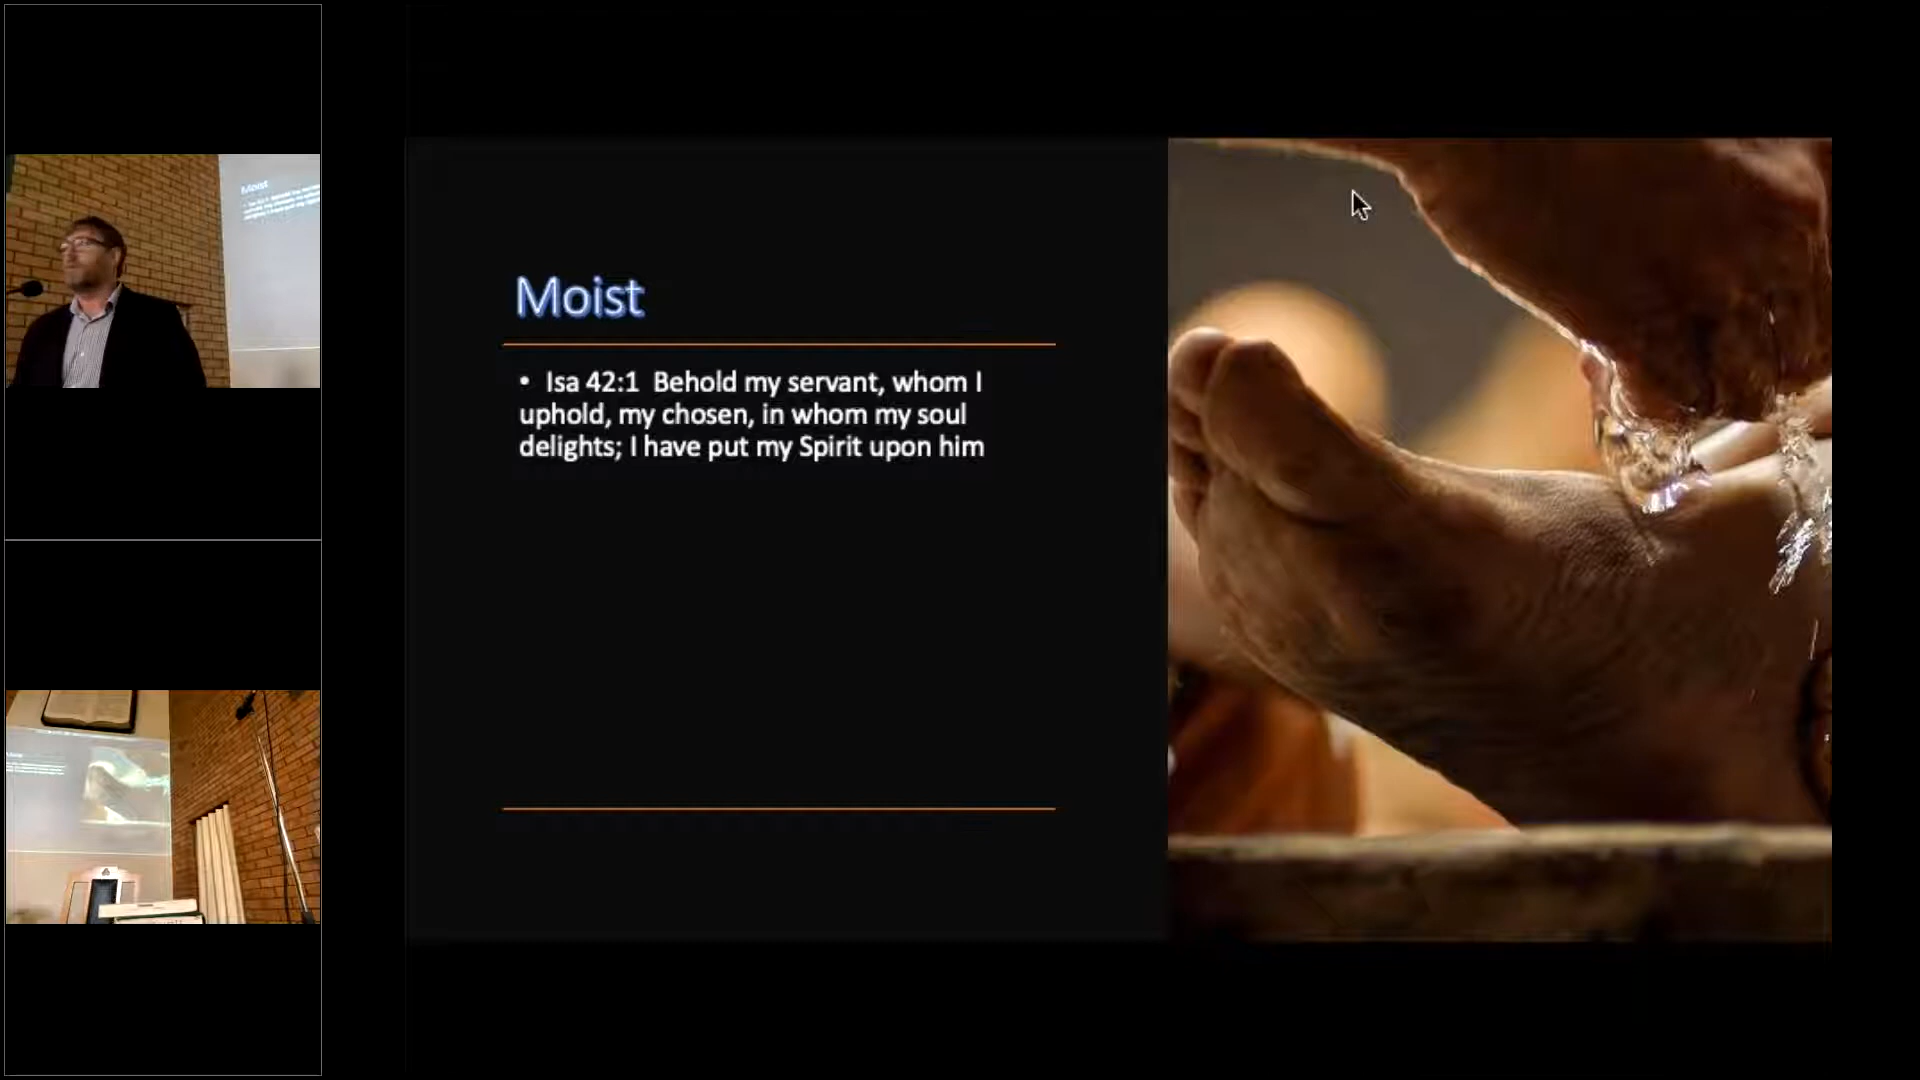 Moist
• Isa 42:1 Behold my servant, whom I
uphold, my chosen, in whom my soul
delights; I have put my Spirit upon him
Moist